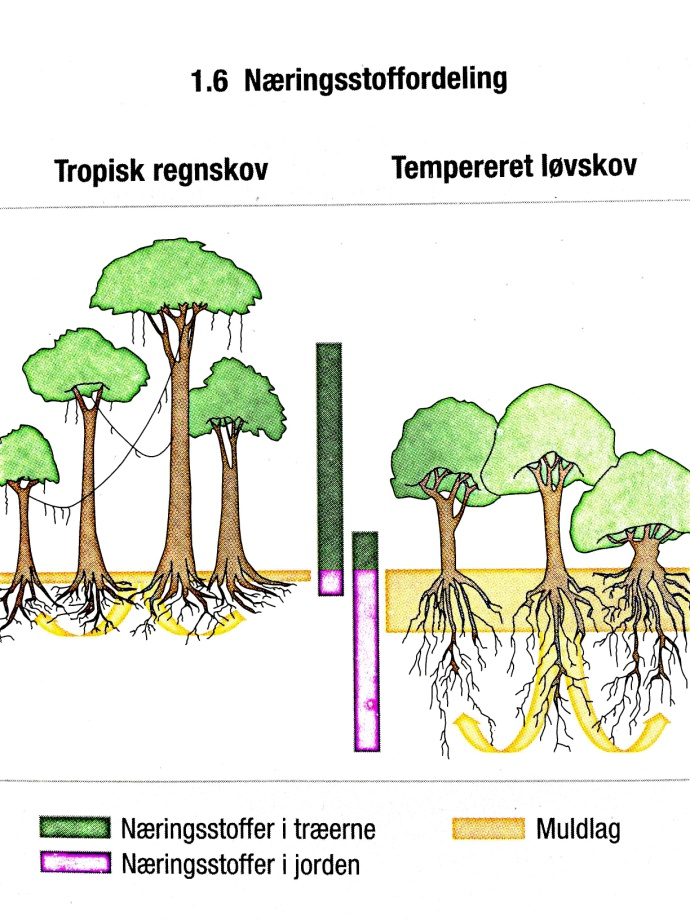 1.6 Næringsstoffordeling
Tropisk regnskov
Tempereret løvskov
Næringsstoffer i træerne
Næringsstoffer i jorden
Muldlag